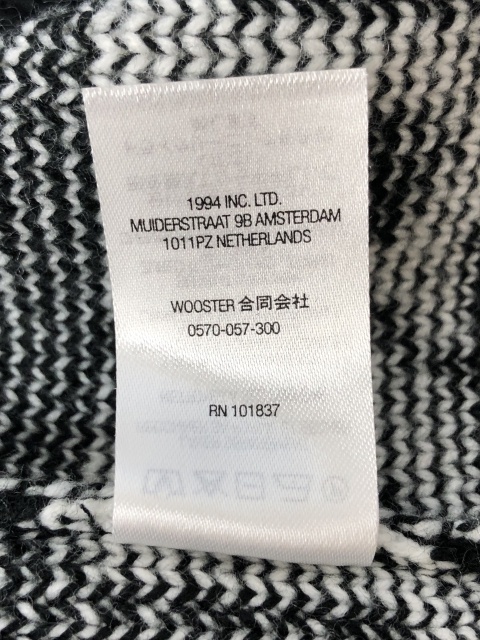 1994 INC. LTD.
MUIDERSTRAAT 9B AMSTERDAM
1011PZ NETHERLANDS
WOOSTER 合同会社
0570-057-300
RN 101837